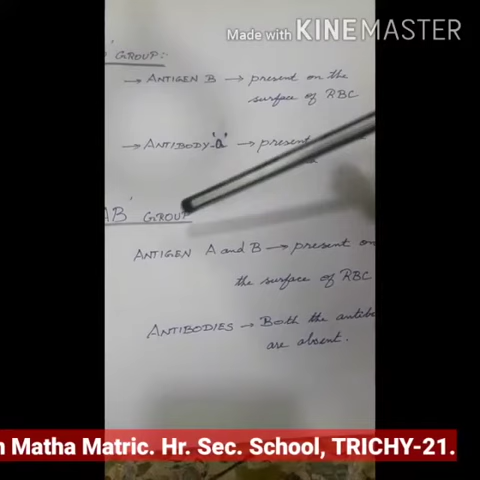 Made with KINEMASTER
' GROUP:-
→ ANTIGEN B → present on the
surface of RBC
→ ANTIBODY-'a' → present
AB' GROUP
ANTIGEN A and B → present on
the surface of RBC
ANTIBODIES → Both the antibo
are absent.
n Matha Matric. Hr. Sec. School, TRICHY-21.